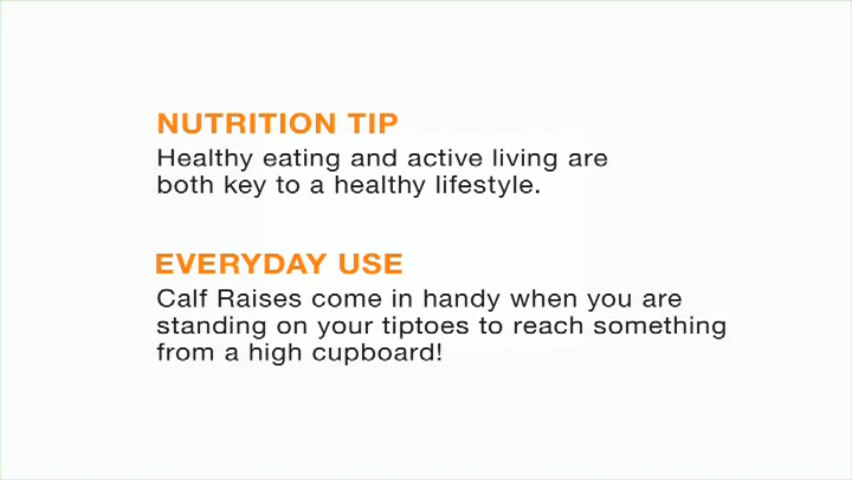 NUTRITION TIP
Healthy eating and active living are
both key to a healthy lifestyle.
EVERYDAY USE
Calf Raises come in handy when you are
standing on your tiptoes to reach something
from a high cupboard!